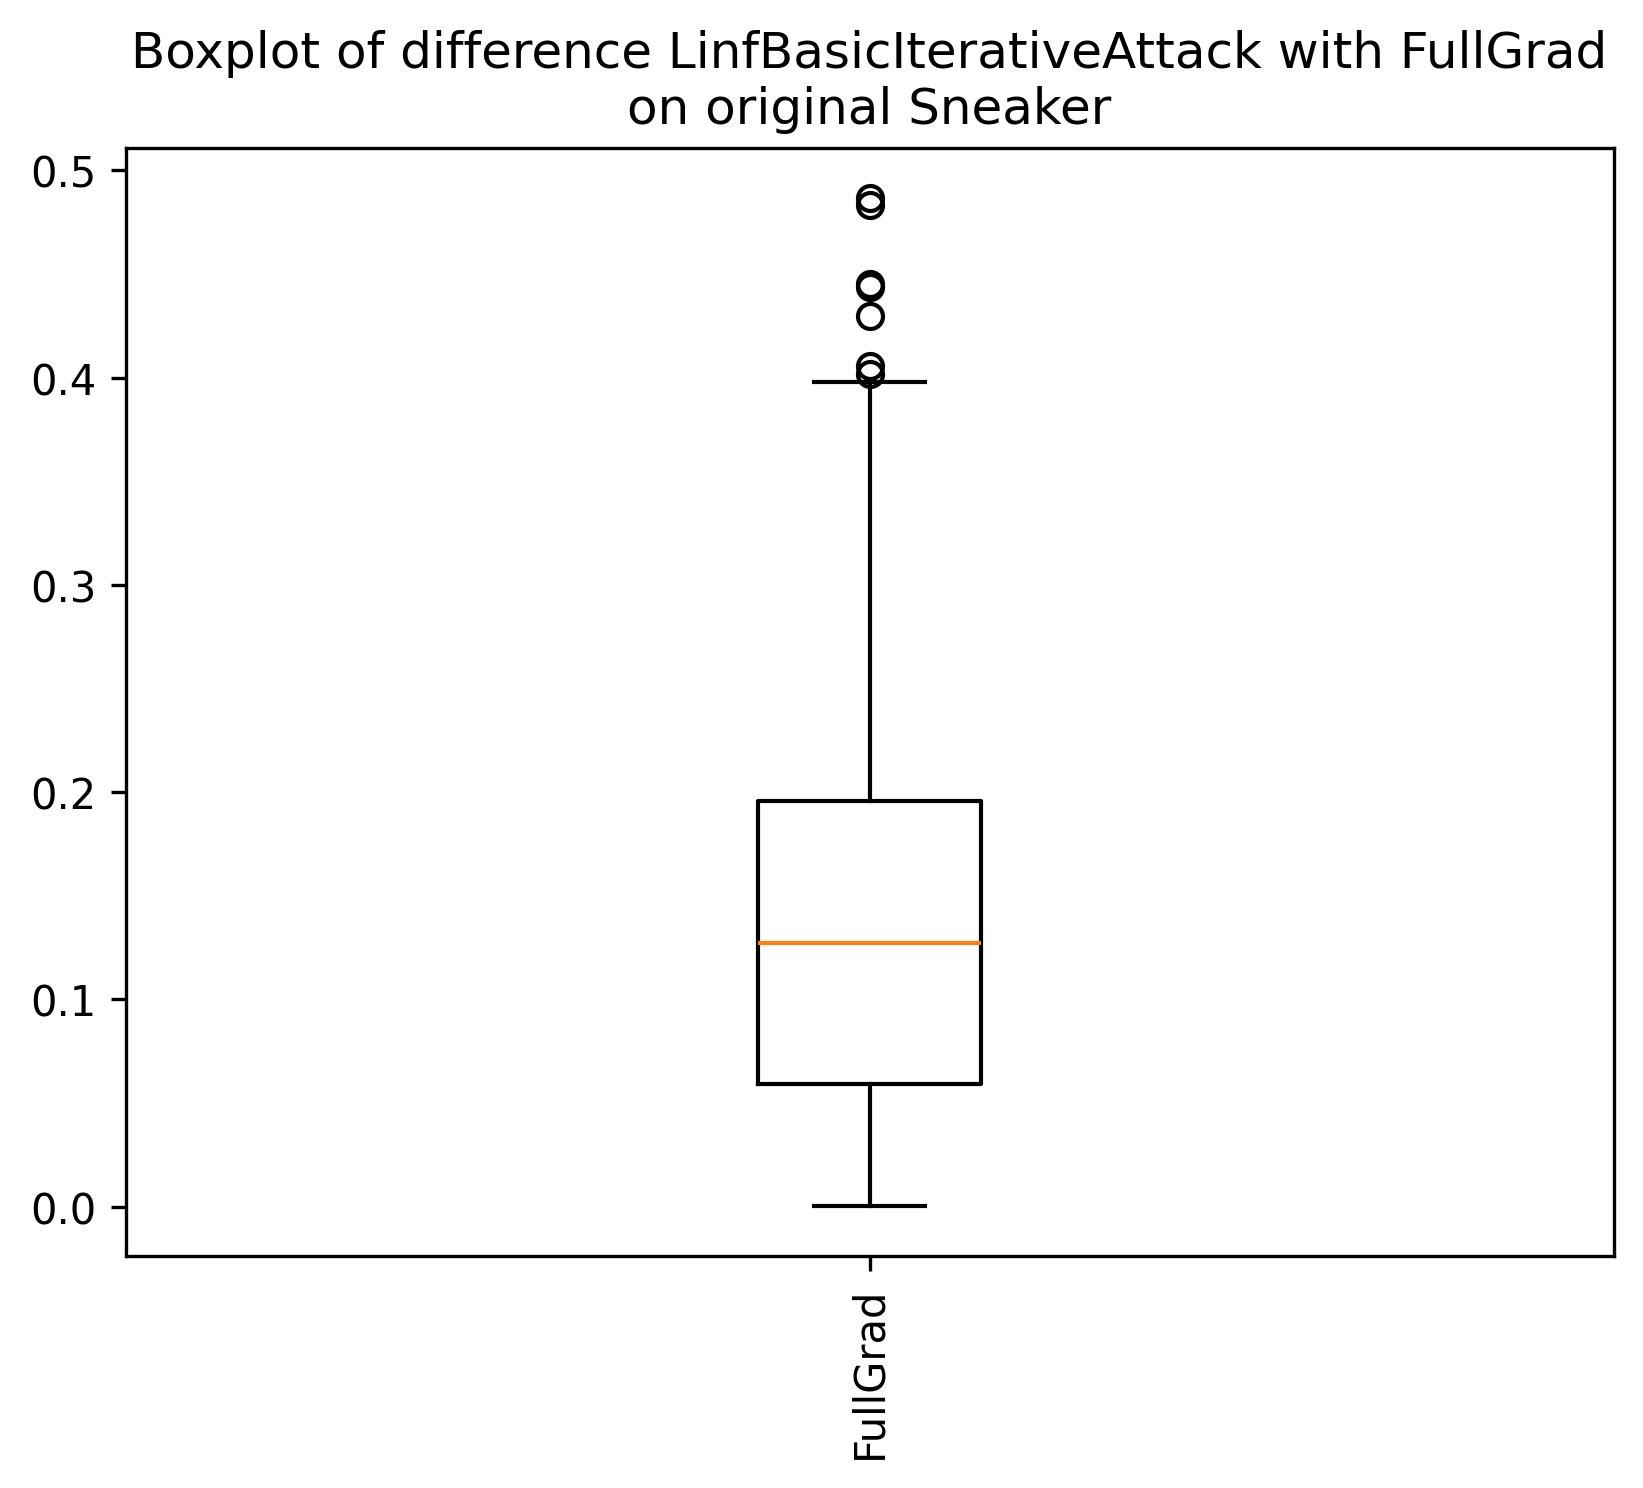 Boxplot of difference LinfBasicIterativeAttack with FullGrad
on original Sneaker
0.5
0.4
0.3
0.2
0.1
0.0
FullGrad